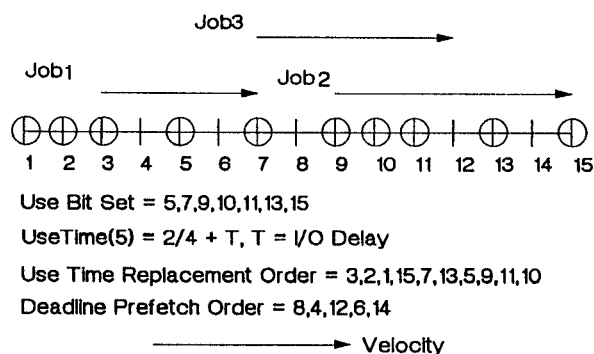 Job3
Job1 Job2
1 2 3 4 5 6 7 8 9 10 11 12 13 14 15
Use Bit Set = 5,7,9,10,11,13,15
UseTime(5) = 2/4 + T, T = I/O Delay
Use Time Replacement Order = 3,2,1,15,7,13,5,9,11,10
Deadline Prefetch Order = 8,4,12,6,14
Velocity